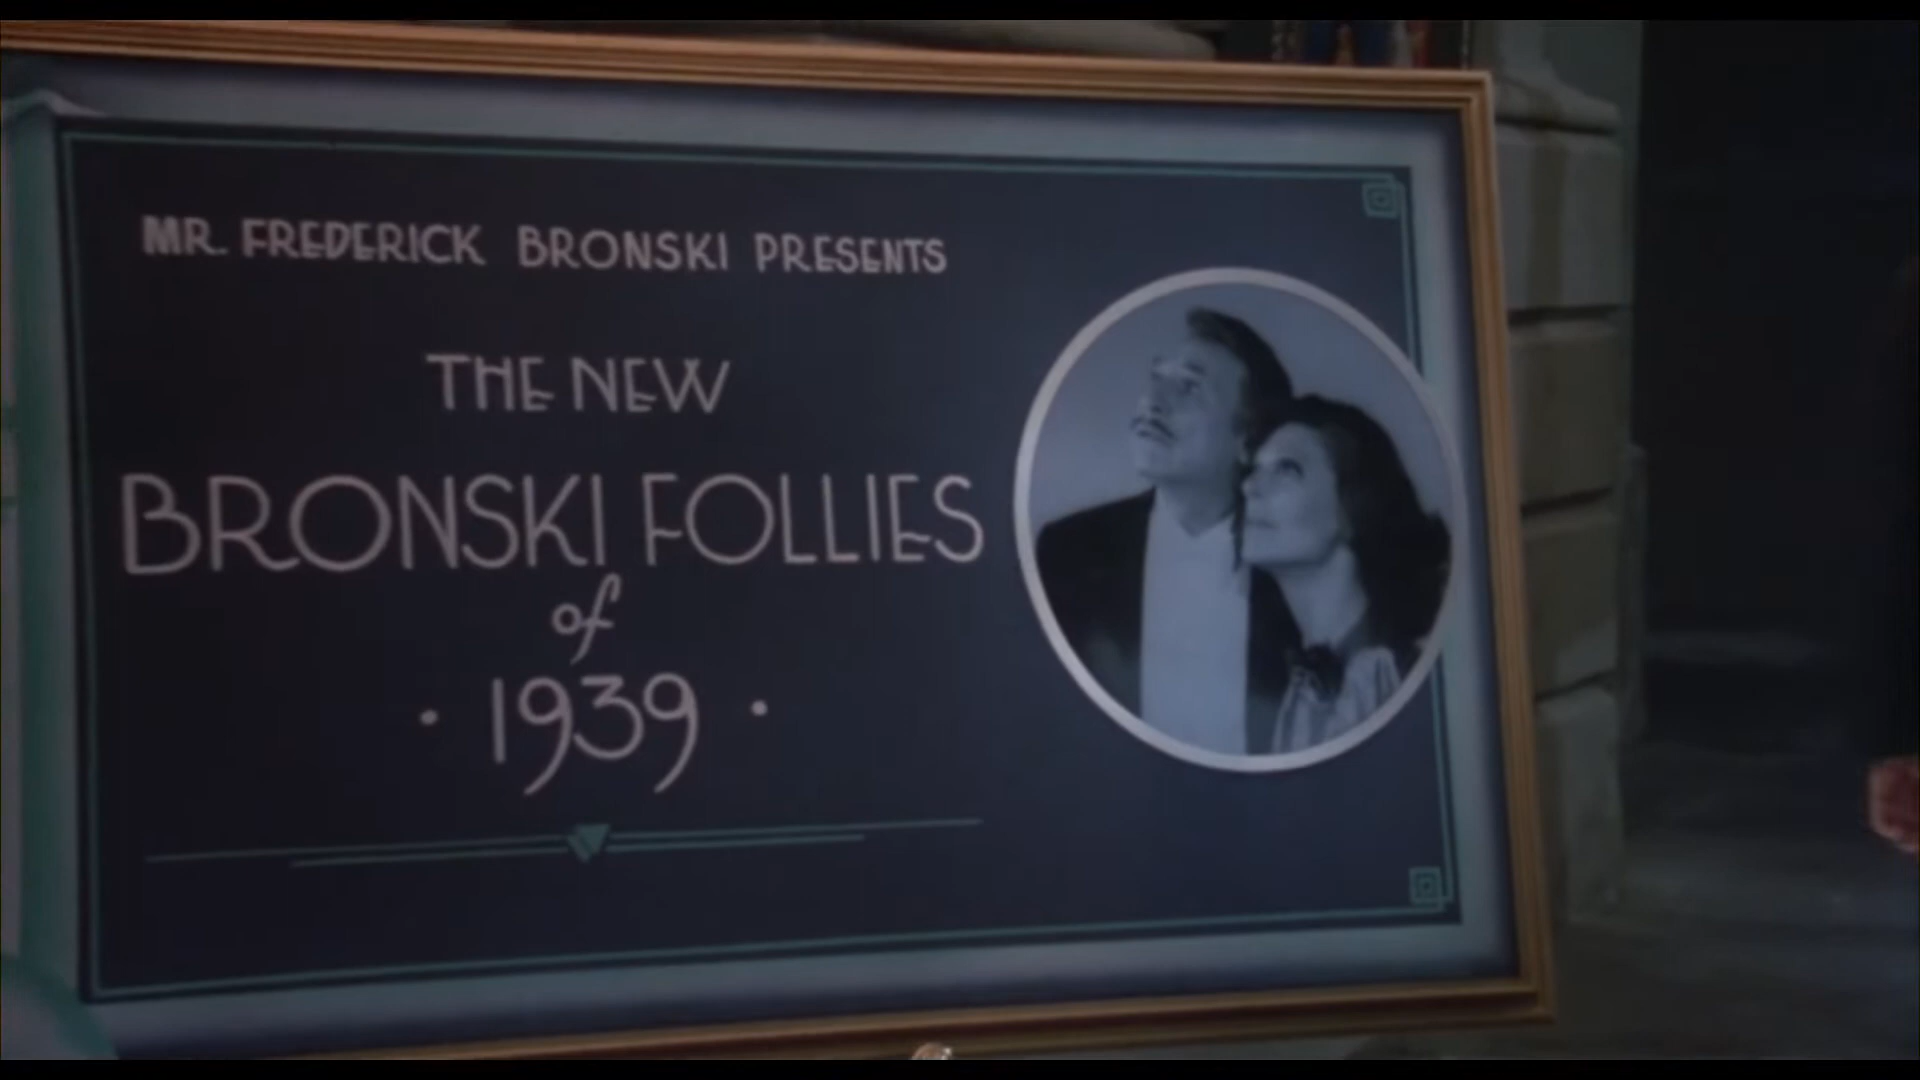 MR. FREDERICK BRONSKI PRESENTS
THE NEW
BRONSKI FOLLIES
of
· 1939 ·